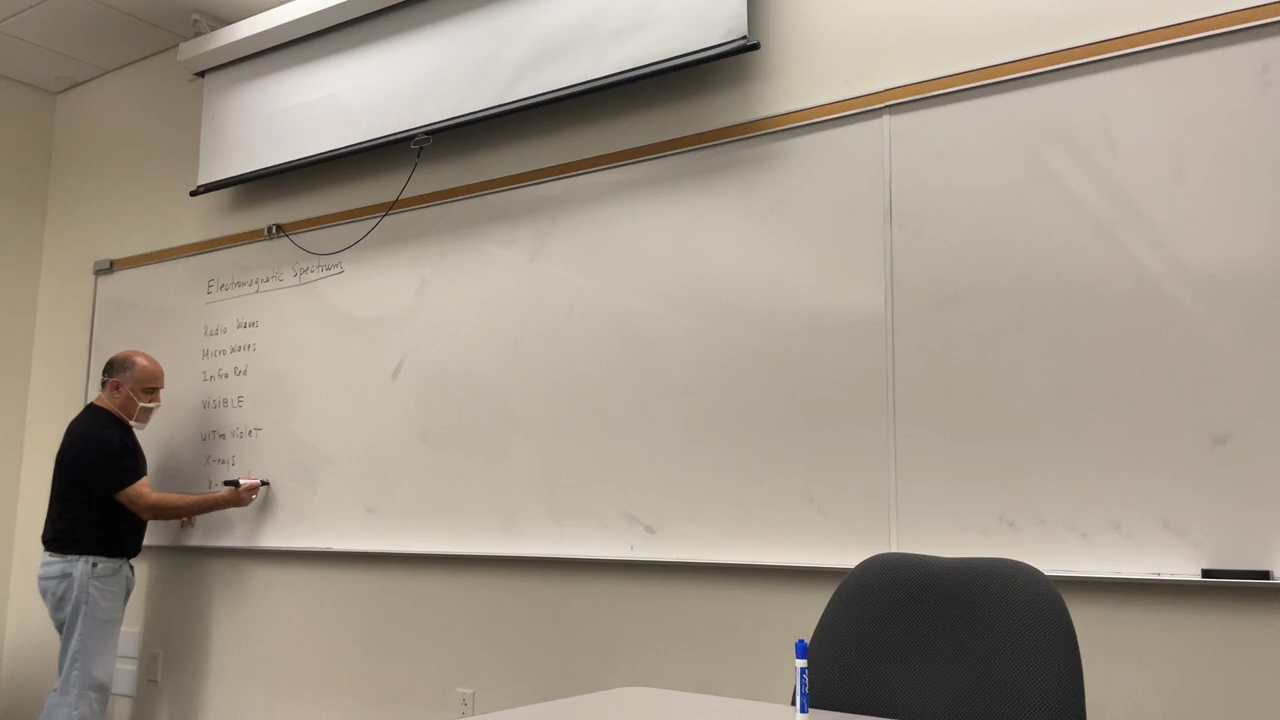 Electromagnetic Spectrum
Radio Waves
Micro Waves
Infra Red
VISIBLE
UlTra VioleT
X-rays